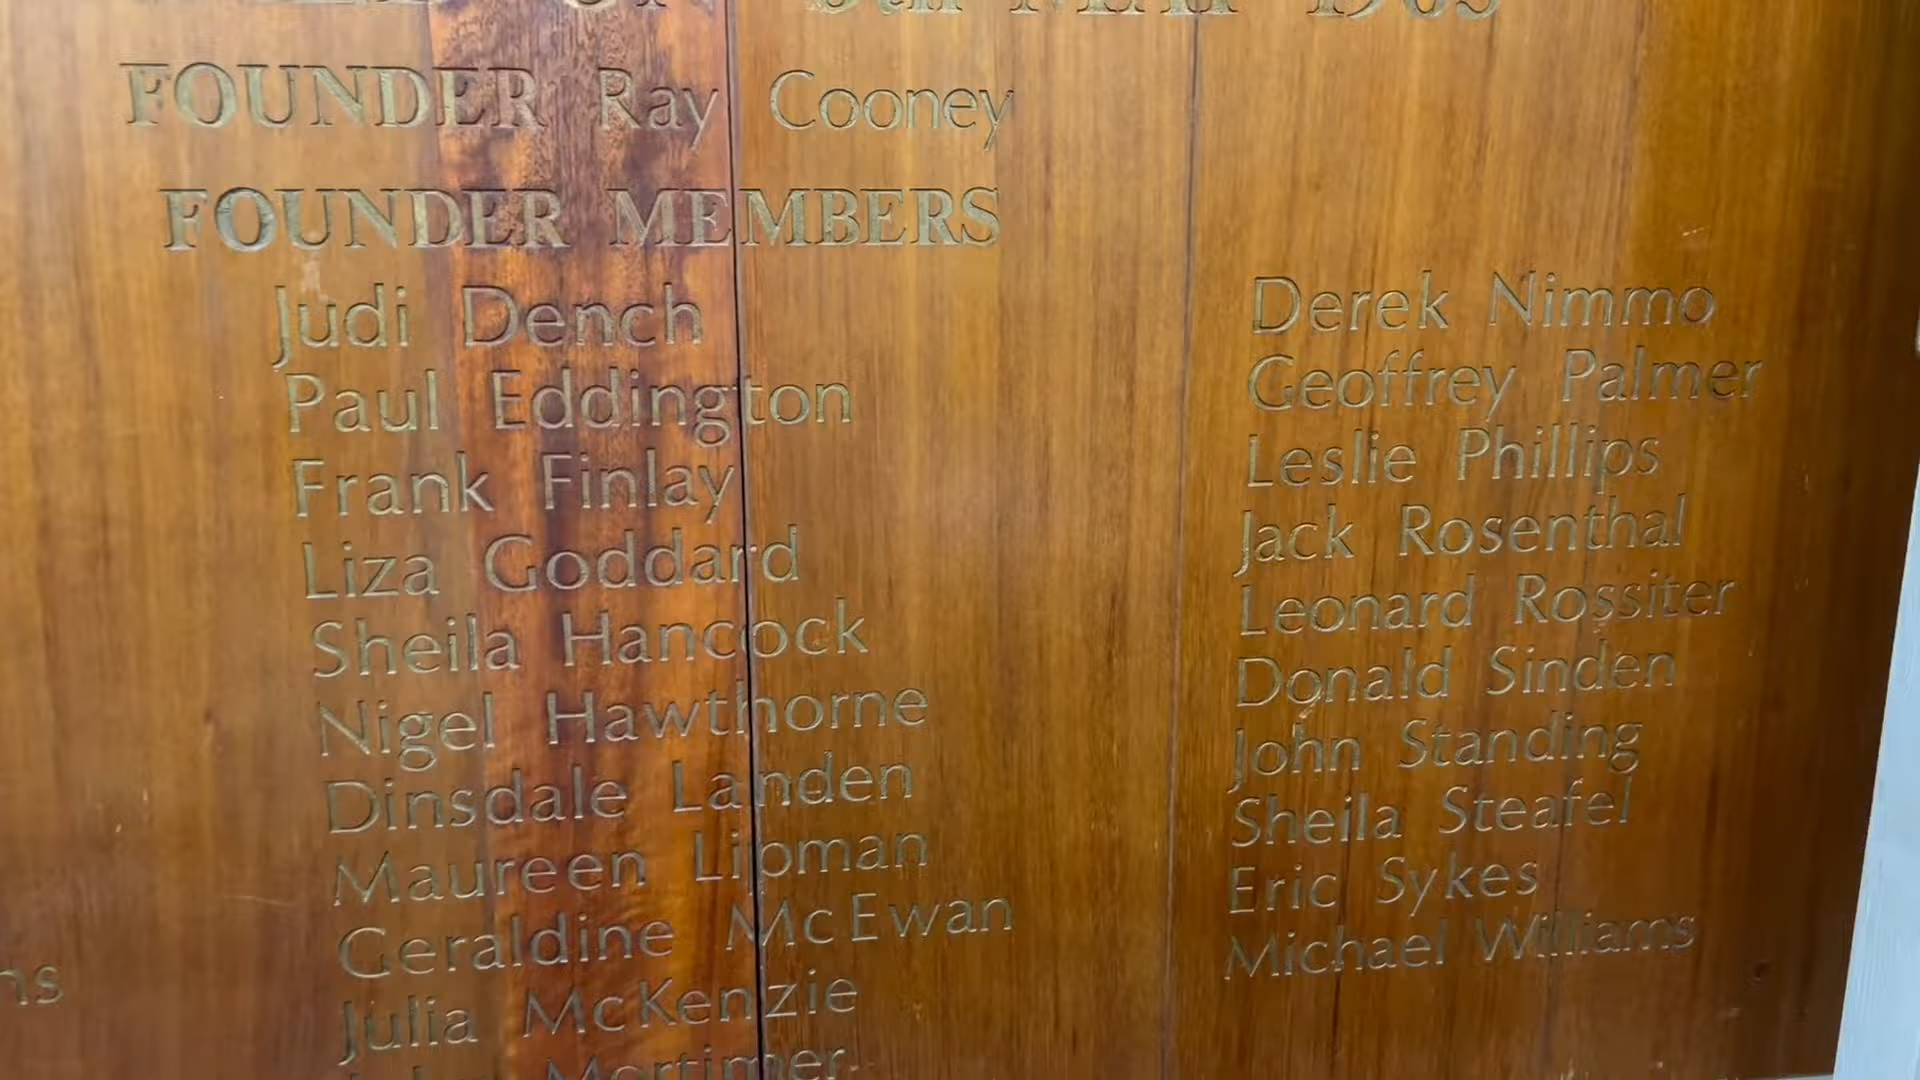 MAY
FOUNDER Ray Cooney
FOUNDER MEMBERS
Judi Dench
Paul Eddington
Frank Finlay
Liza Goddard
Sheila Hancock
Nigel Hawthorne
Dinsdale Landen
Maureen Lipman
Geraldine McEwan
Julia McKenzie
Mortimer
Derek Nimmo
Geoffrey Palmer
Leslie Phillips
Jack Rosenthal
Leonard Rossiter
Donald Sinden
John Standing
Sheila Steafel
Eric Sykes
Michael Williams